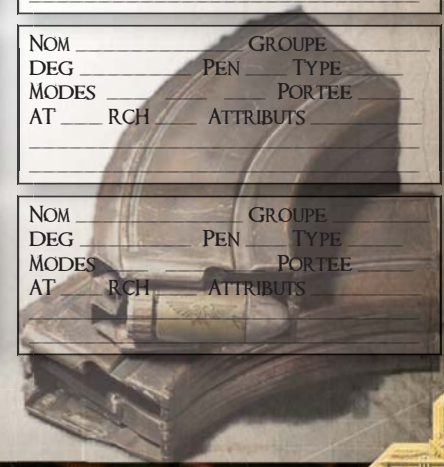 NOM GROUPE
DEG PEN TYPE
MODES PORTEE
AT RCH ATTRIBUTS
NOM GROUPE
DEG PEN TYPE
MODES PORTEE
AT RCH ATTRIBUTS